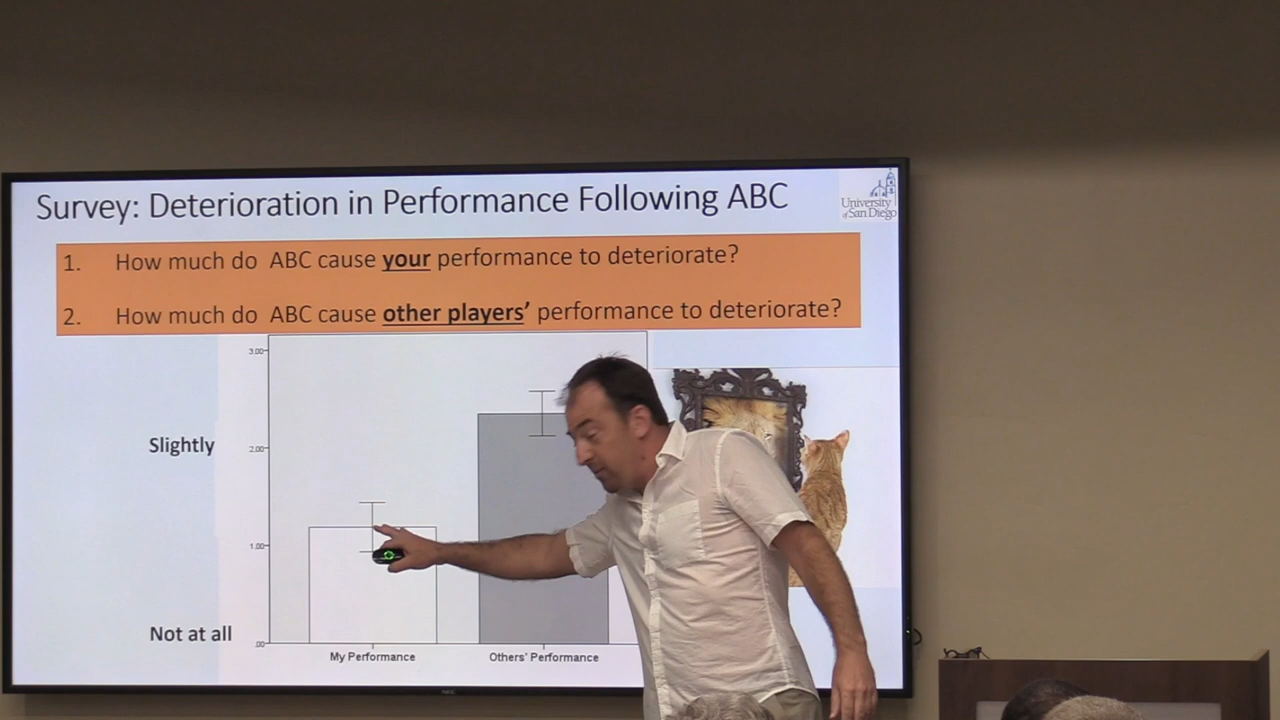 Survey: Deterioration in Performance Following ABC
University
of San Diego
1. How much do ABC cause your performance to deteriorate?
2. How much do ABC cause other players' performance to deteriorate?
3.00
Slightly
2.00
1.00
Not at all
.00
My Performance
Others' Performance
NEC